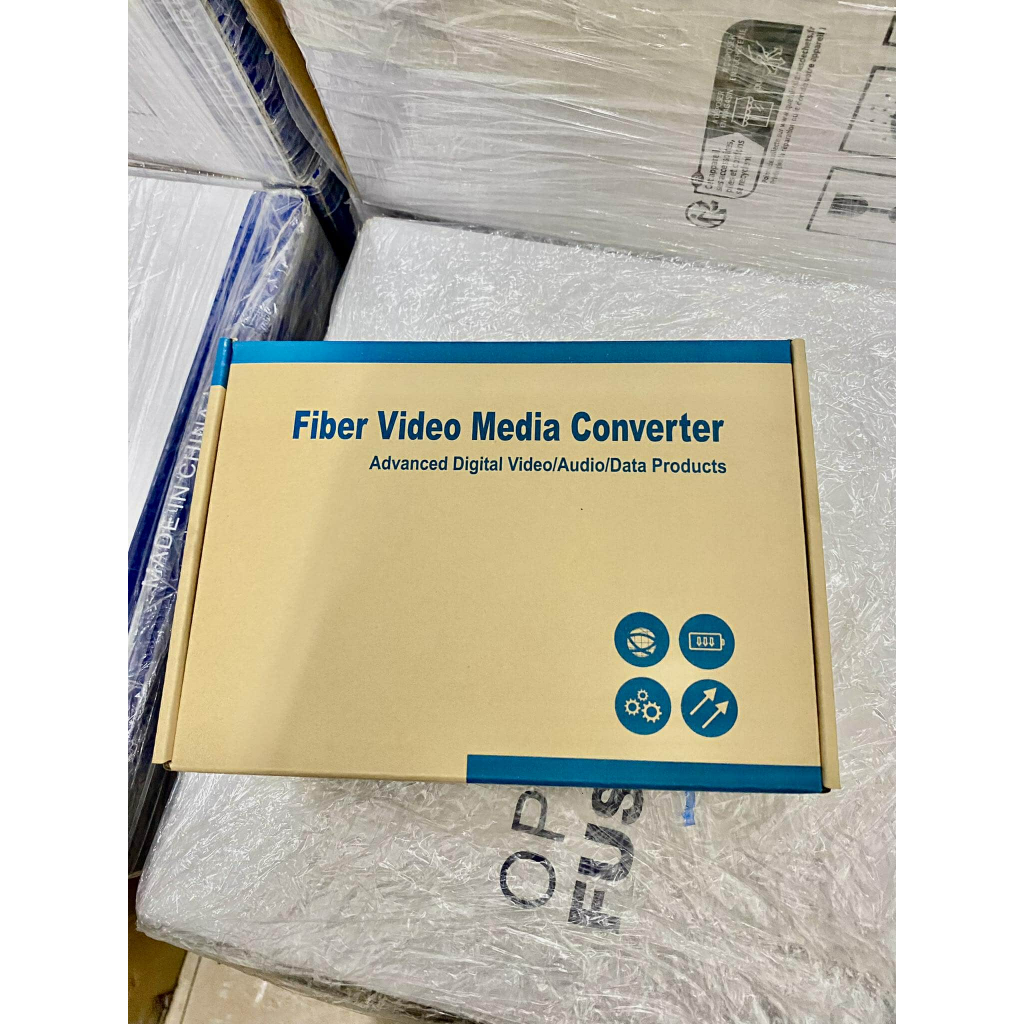 Fiber Video Media Converter
Advanced Digital Video/Audio/Data Products
MADE IN CHINA
OP
FUS